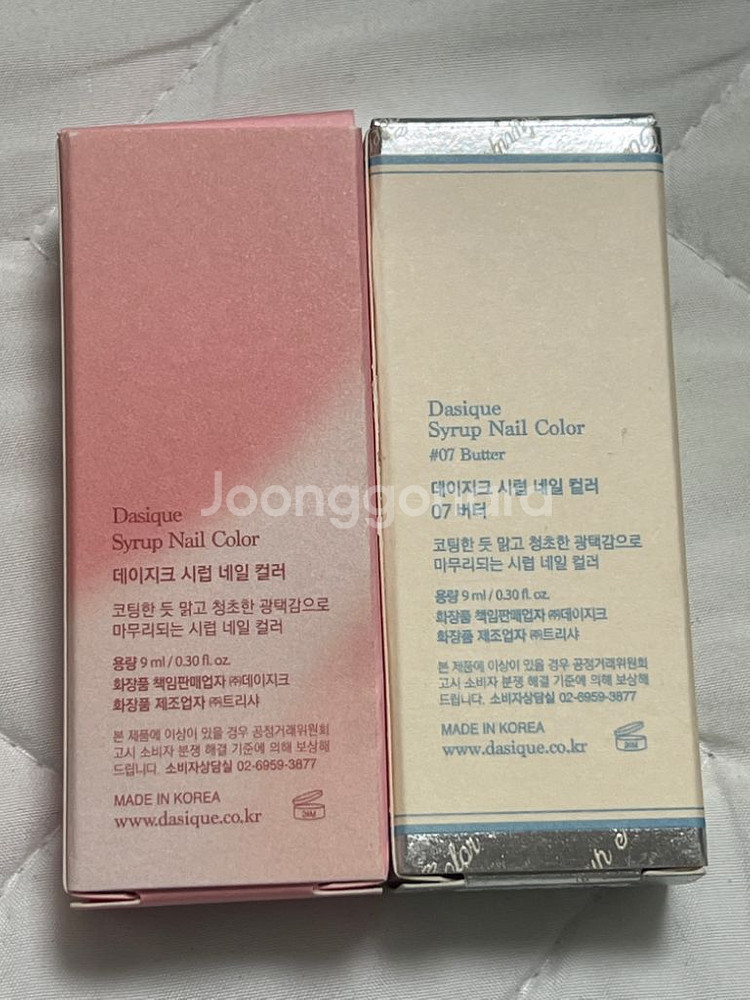 Dasique
Syrup Nail Color
데이지크 시럽 네일 컬러
코팅한 듯 맑고 청초한 광택감으로
마무리되는 시럽 네일 컬러
용량 9 ml / 0.30 fl. oz.
화장품 책임판매업자 ㈜데이지크
화장품 제조업자 ㈜트리샤
본 제품에 이상이 있을 경우 공정거래위원회
고시 소비자 분쟁 해결 기준에 의해 보상해
드립니다. 소비자상담실 02-6959-3877
MADE IN KOREA
www.dasique.co.kr
24M
Dasique
Syrup Nail Color
#07 Butter
데이지크 시럽 네일 컬러
07 버터
코팅한 듯 맑고 청초한 광택감으로
마무리되는 시럽 네일 컬러
용량 9 ml / 0.30 fl. oz.
화장품 책임판매업자 ㈜데이지크
화장품 제조업자 ㈜트리샤
본 제품에 이상이 있을 경우 공정거래위원회
고시 소비자 분쟁 해결 기준에 의해 보상해
드립니다. 소비자상담실 02-6959-3877
MADE IN KOREA
www.dasique.co.kr
24M
Joonggonara